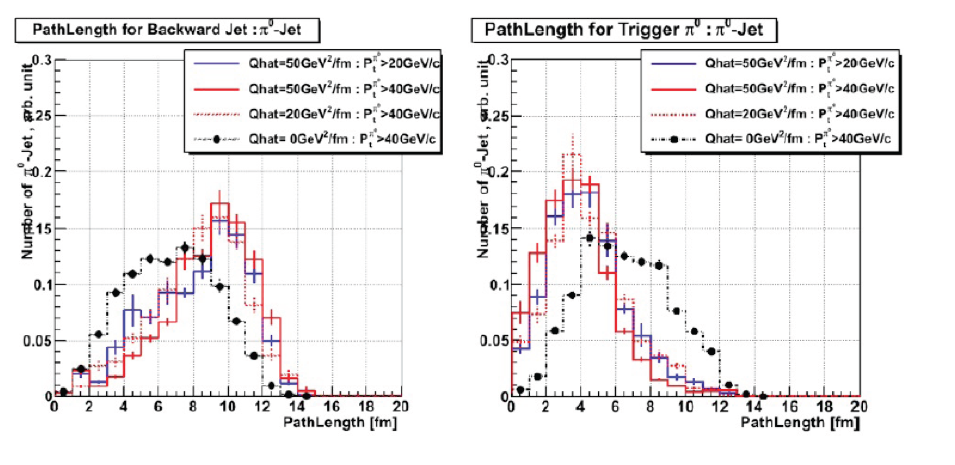 PathLength for Backward Jet : π⁰-Jet
Qhat=50GeV²/fm : Pₜ^π⁰>20GeV/c
Qhat=50GeV²/fm : Pₜ^π⁰>40GeV/c
Qhat=20GeV²/fm : Pₜ^π⁰>40GeV/c
Qhat= 0GeV²/fm : Pₜ^π⁰>40GeV/c
Number of π⁰-Jet , arb. unit
0.3
0.25
0.2
0.15
0.1
0.05
0
0 2 4 6 8 10 12 14 16 18 20
PathLength [fm]
PathLength for Trigger π⁰ : π⁰-Jet
Qhat=50GeV²/fm : Pₜ^π⁰>20GeV/c
Qhat=50GeV²/fm : Pₜ^π⁰>40GeV/c
Qhat=20GeV²/fm : Pₜ^π⁰>40GeV/c
Qhat= 0GeV²/fm : Pₜ^π⁰>40GeV/c
Number of π⁰-Jet , arb. unit
0.3
0.25
0.2
0.15
0.1
0.05
0
0 2 4 6 8 10 12 14 16 18 20
PathLength [fm]